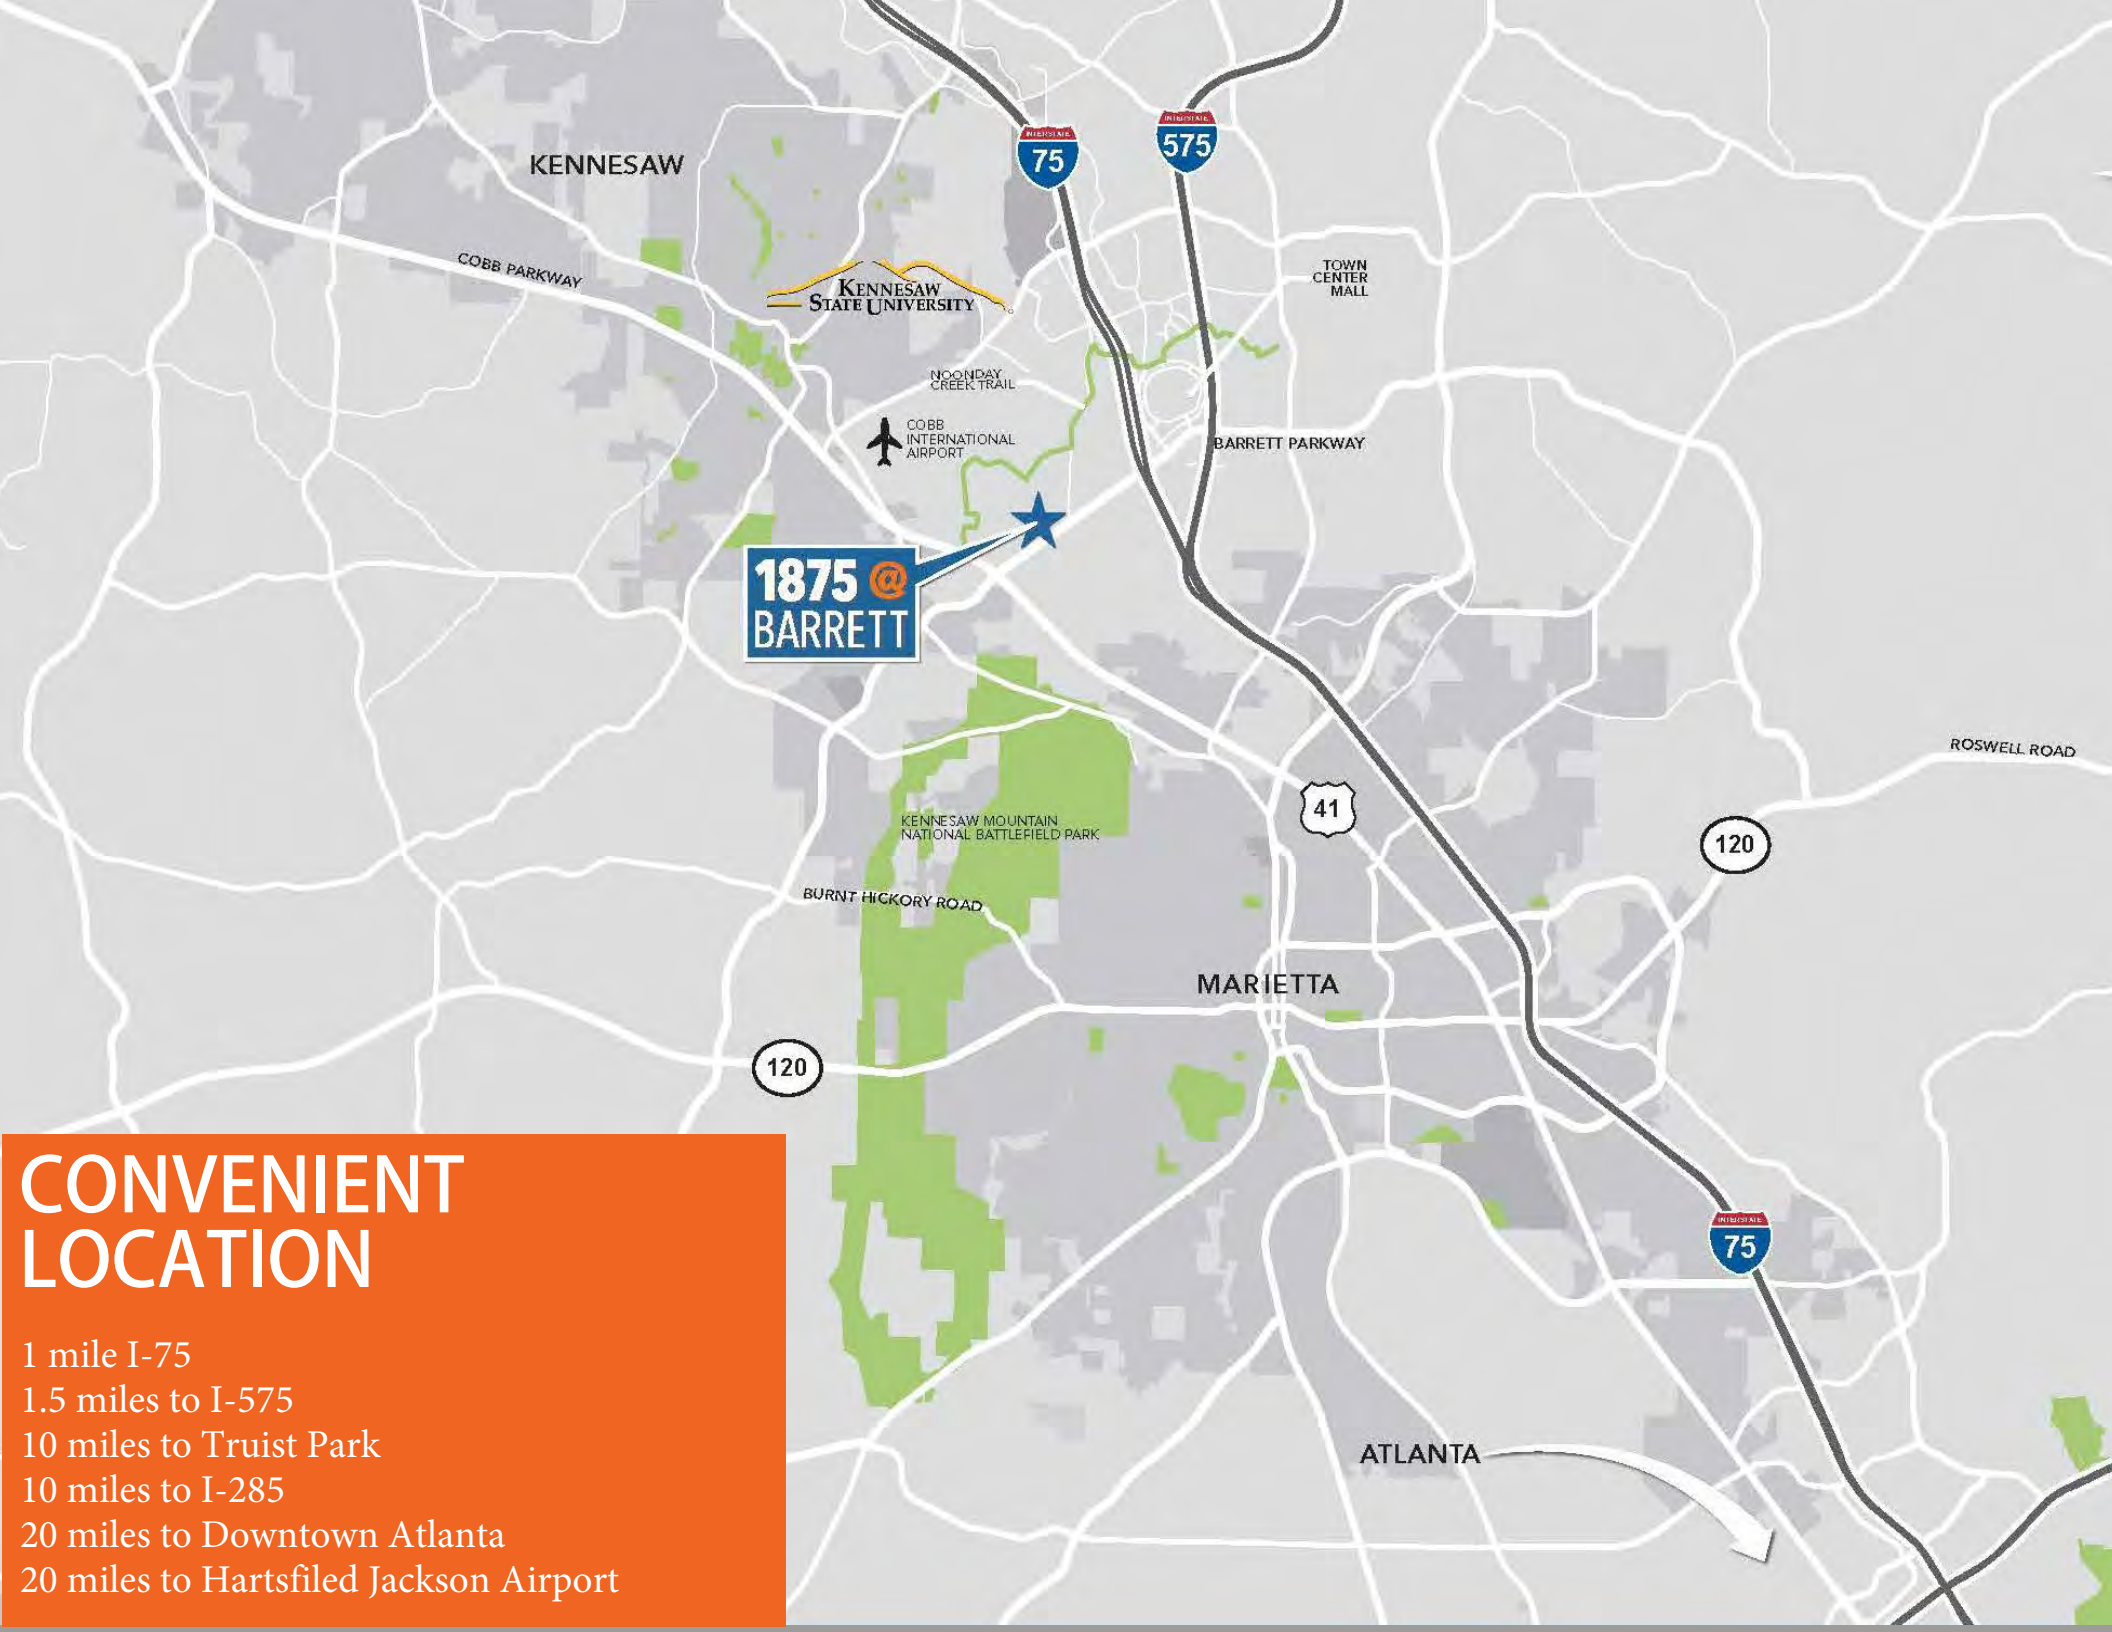 INTERSTATE
75
INTERSTATE
575
KENNESAW
COBB PARKWAY
TOWN
CENTER
MALL
KENNESAW
STATE UNIVERSITY
NOONDAY
CREEK TRAIL
COBB
INTERNATIONAL
AIRPORT
BARRETT PARKWAY
1875 @
BARRETT
ROSWELL ROAD
41
120
KENNESAW MOUNTAIN
NATIONAL BATTLEFIELD PARK
BURNT HICKORY ROAD
MARIETTA
120
CONVENIENT
LOCATION
INTERSTATE
75
1 mile I-75
1.5 miles to I-575
10 miles to Truist Park
10 miles to I-285
20 miles to Downtown Atlanta
20 miles to Hartsfiled Jackson Airport
ATLANTA